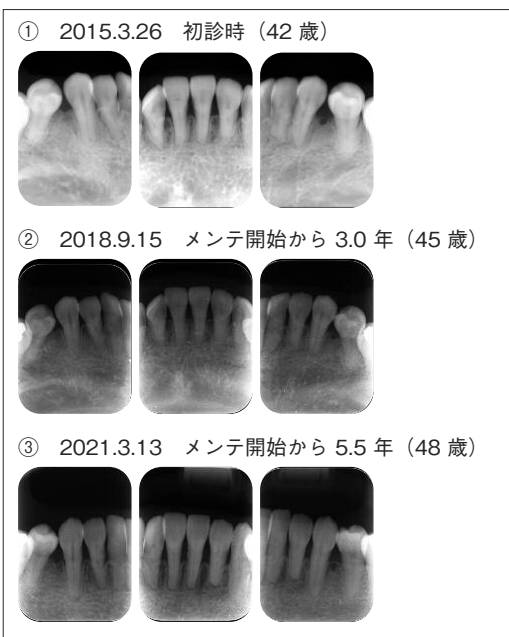 ① 2015.3.26 初診時（42 歳）
② 2018.9.15 メンテ開始から 3.0 年（45 歳）
③ 2021.3.13 メンテ開始から 5.5 年（48 歳）